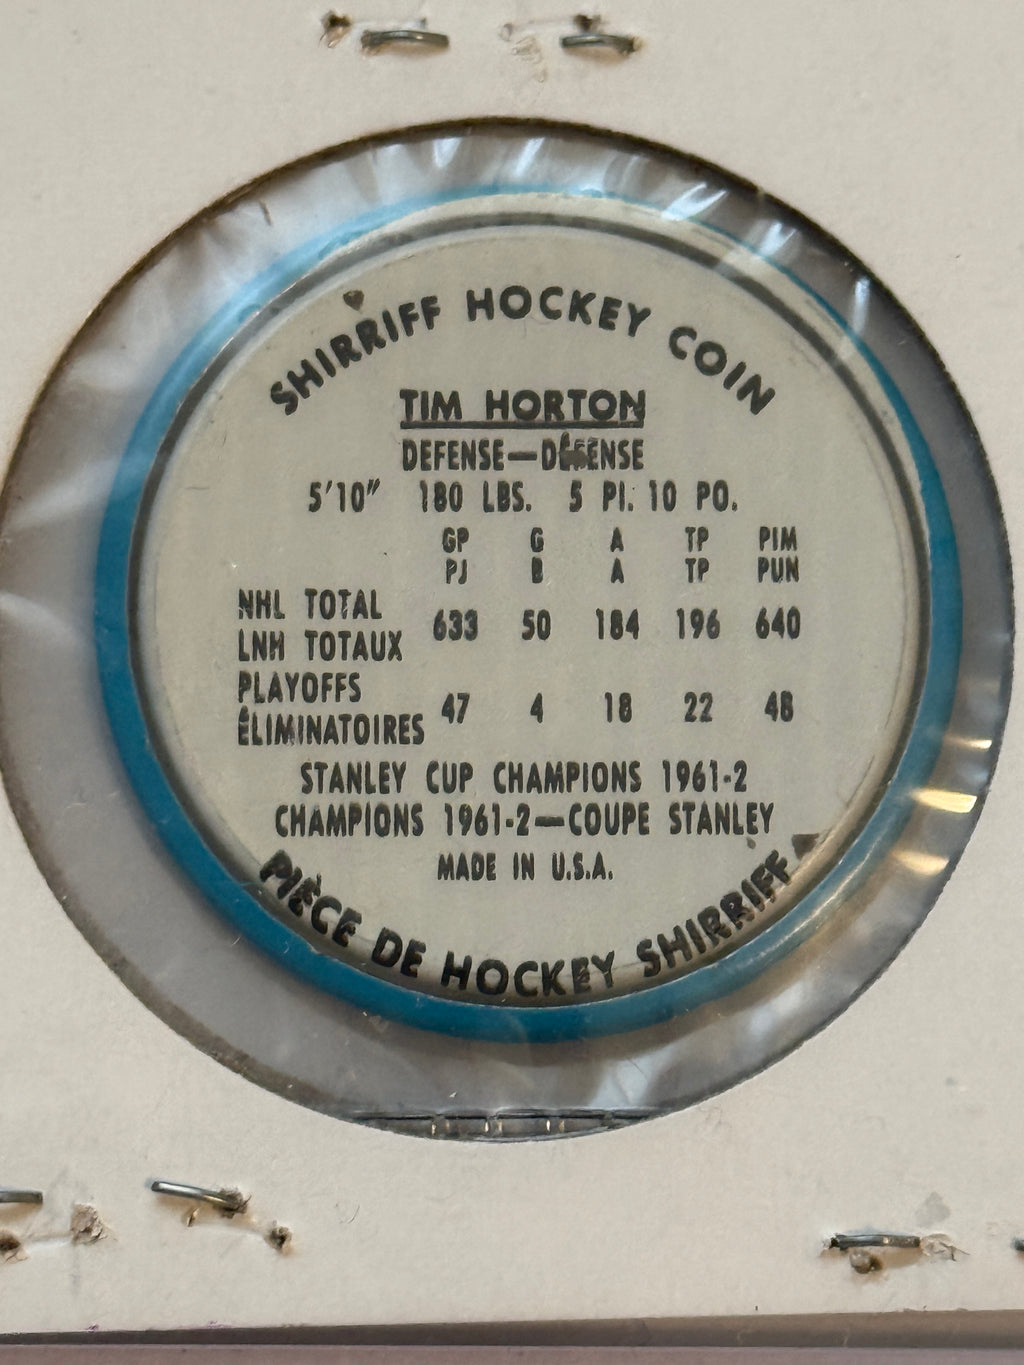 SHIRRIFF HOCKEY COIN
TIM HORTON
DEFENSE—DÉFENSE
5'10" 180 LBS. 5 PI. 10 PO.
GP G A TP PIM
PJ B A TP PUN
NHL TOTAL
LNH TOTAUX 633 50 184 196 640
PLAYOFFS
ÉLIMINATOIRES 47 4 18 22 48
STANLEY CUP CHAMPIONS 1961-2
CHAMPIONS 1961-2—COUPE STANLEY
MADE IN U.S.A.
PIÈCE DE HOCKEY SHIRRIFF